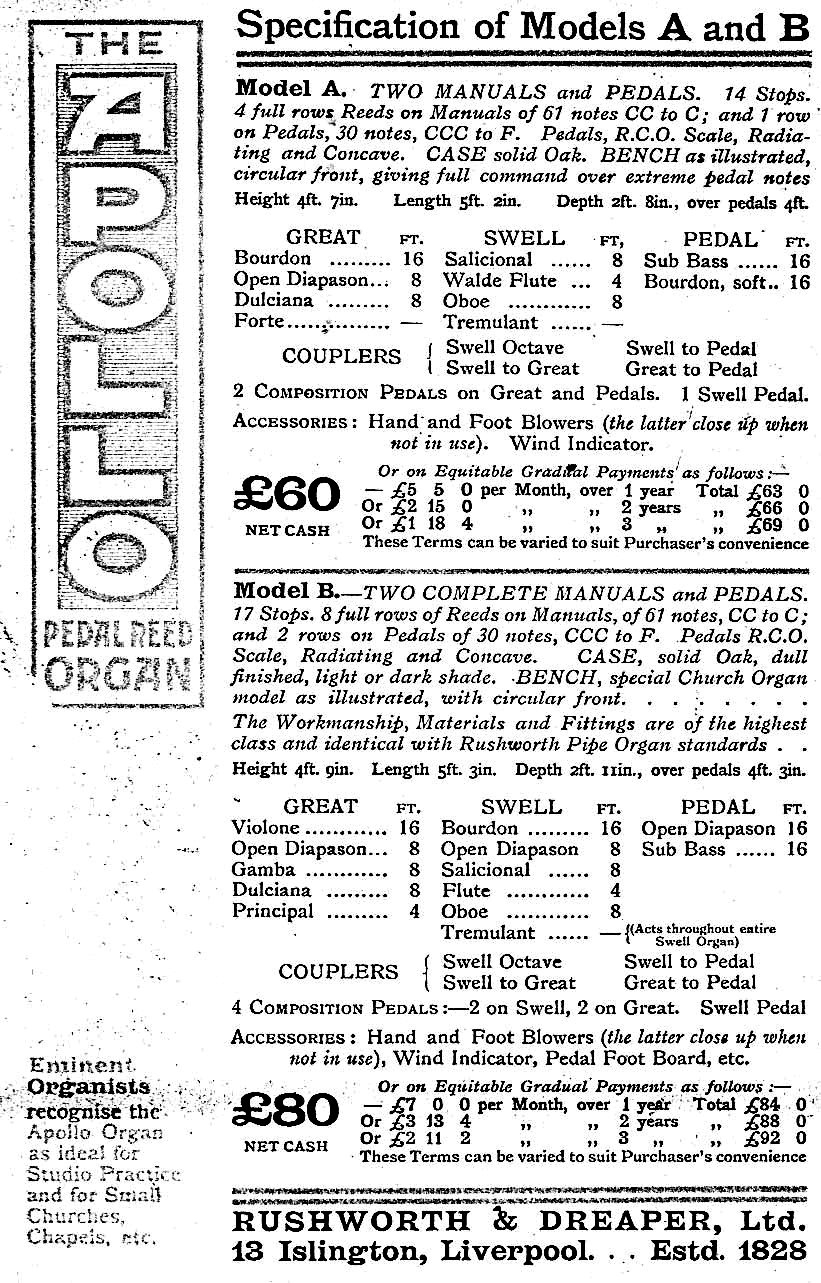 THE
APOLLO
PEDAL REED
ORGAN
Eminent
Organists
recognise the
Apollo Organ
as ideal for
Studio Practice
and for Small
Churches,
Chapels, etc.
Specification of Models A and B
Model A. TWO MANUALS and PEDALS. 14 Stops.
4 full rows Reeds on Manuals of 61 notes CC to C; and 1 row
on Pedals, 30 notes, CCC to F. Pedals, R.C.O. Scale, Radia-
ting and Concave. CASE solid Oak. BENCH as illustrated,
circular front, giving full command over extreme pedal notes
Height 4ft. 7in. Length 5ft. 2in. Depth 2ft. 8in., over pedals 4ft.
GREAT FT. SWELL FT, PEDAL FT.
Bourdon ......... 16 Salicional ...... 8 Sub Bass ...... 16
Open Diapason... 8 Walde Flute ... 4 Bourdon, soft.. 16
Dulciana ......... 8 Oboe ............ 8
Forte............... — Tremulant ...... —
COUPLERS { Swell Octave Swell to Pedal
Swell to Great Great to Pedal
2 COMPOSITION PEDALS on Great and Pedals. 1 Swell Pedal.
ACCESSORIES: Hand and Foot Blowers (the latter close up when
not in use). Wind Indicator.
£60
NET CASH
Or on Equitable Gradual Payments as follows:—
— £5 5 0 per Month, over 1 year Total £63 0
Or £2 15 0 ,, ,, 2 years ,, £66 0
Or £1 18 4 ,, ,, 3 ,, ,, £69 0
These Terms can be varied to suit Purchaser's convenience
Model B.—TWO COMPLETE MANUALS and PEDALS.
17 Stops. 8 full rows of Reeds on Manuals, of 61 notes, CC to C;
and 2 rows on Pedals of 30 notes, CCC to F. Pedals R.C.O.
Scale, Radiating and Concave. CASE, solid Oak, dull
finished, light or dark shade. BENCH, special Church Organ
model as illustrated, with circular front. . . . . . . .
The Workmanship, Materials and Fittings are of the highest
class and identical with Rushworth Pipe Organ standards . .
Height 4ft. 9in. Length 5ft. 3in. Depth 2ft. 11in., over pedals 4ft. 3in.
GREAT FT. SWELL FT. PEDAL FT.
Violone ............ 16 Bourdon ......... 16 Open Diapason 16
Open Diapason... 8 Open Diapason 8 Sub Bass ...... 16
Gamba ............ 8 Salicional ...... 8
Dulciana ......... 8 Flute ............ 4
Principal ......... 4 Oboe ............ 8
Tremulant ...... — {(Acts throughout entire
Swell Organ)
COUPLERS { Swell Octave Swell to Pedal
Swell to Great Great to Pedal
4 COMPOSITION PEDALS:—2 on Swell, 2 on Great. Swell Pedal
ACCESSORIES: Hand and Foot Blowers (the latter close up when
not in use), Wind Indicator, Pedal Foot Board, etc.
£80
NET CASH
Or on Equitable Gradual Payments as follows:—
— £7 0 0 per Month, over 1 year Total £84 0
Or £3 13 4 ,, ,, 2 years ,, £88 0
Or £2 11 2 ,, ,, 3 ,, ,, £92 0
These Terms can be varied to suit Purchaser's convenience
RUSHWORTH & DREAPER, Ltd.
13 Islington, Liverpool. . . Estd. 1828